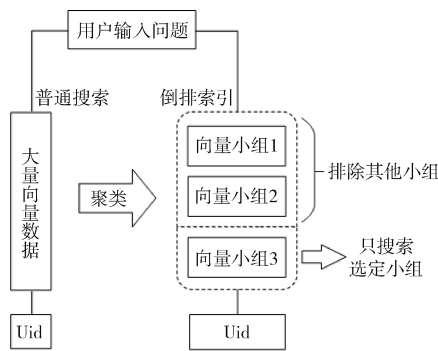 用户输入问题
普通搜索
倒排索引
大量向量数据
聚类
向量小组1
向量小组2
排除其他小组
向量小组3
只搜索
选定小组
Uid
Uid